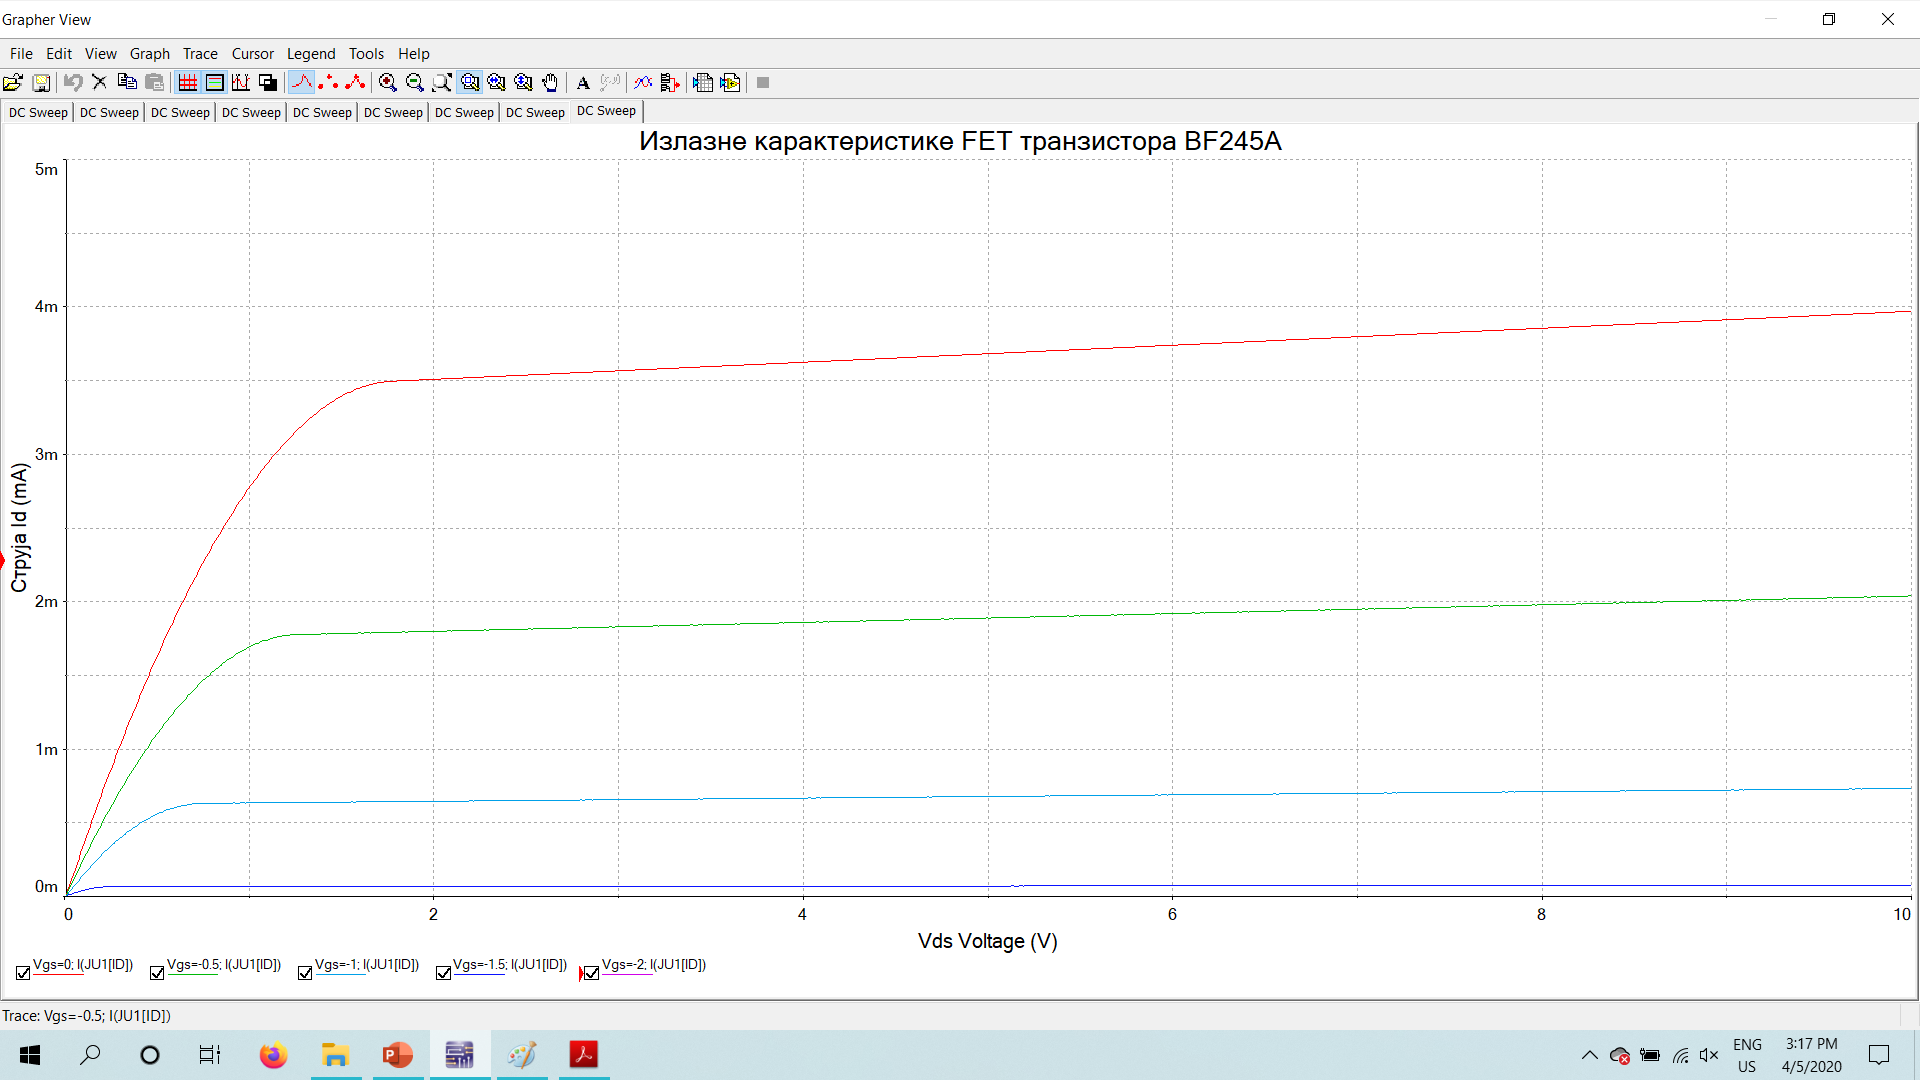 Grapher View
File Edit View Graph Trace Cursor Legend Tools Help
DC Sweep DC Sweep DC Sweep DC Sweep DC Sweep DC Sweep DC Sweep DC Sweep DC Sweep
Излазне карактеристике FET транзистора BF245A
5m
4m
3m
2m
1m
0m
Струја Id (mA)
0 2 4 6 8 10
Vds Voltage (V)
Vgs=0; I(JU1[ID]) Vgs=-0.5; I(JU1[ID]) Vgs=-1; I(JU1[ID]) Vgs=-1.5; I(JU1[ID]) Vgs=-2; I(JU1[ID])
Trace: Vgs=-0.5; I(JU1[ID])
ENG 3:17 PM
US 4/5/2020